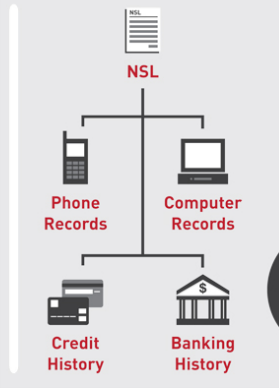 NSL
NSL
Phone
Records
Computer
Records
$
Credit
History
Banking
History